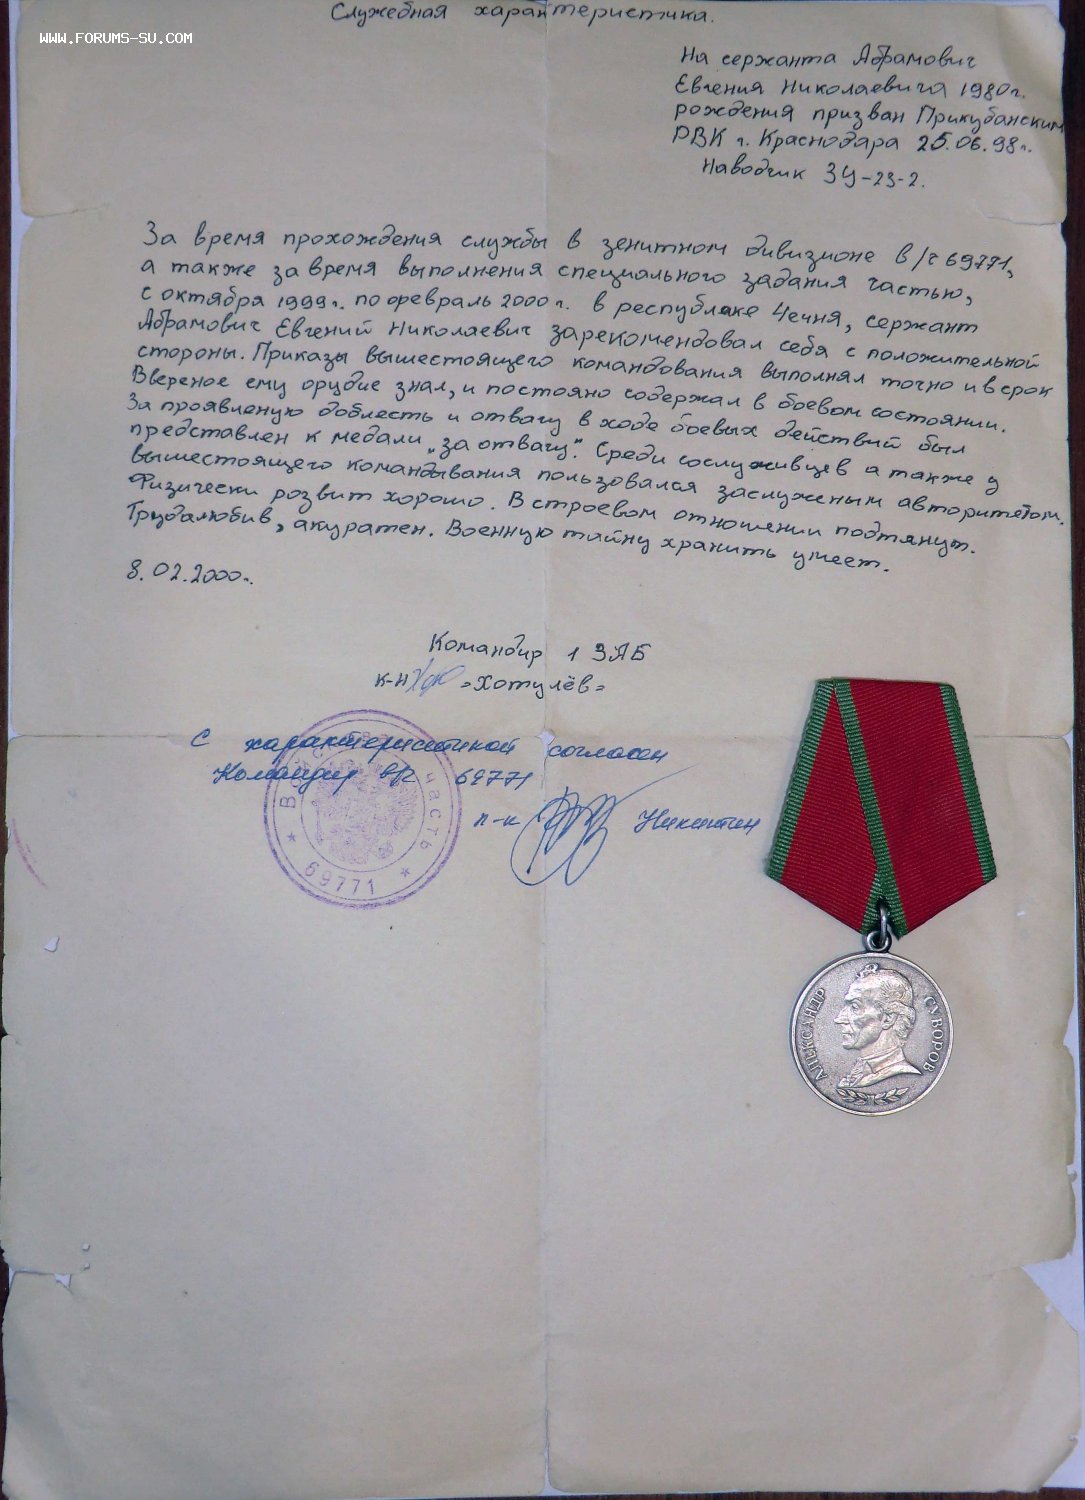 Служебная характеристика.
WWW.FORUMS-SU.COM
На сержанта Абрамович
Евгения Николаевича 1980г.
рождения призван Прикубанским
РВК г. Краснодара 25.06.98г.
Наводчик ЗУ-23-2.
За время прохождения службы в зенитном дивизионе в/ч 69771,
а также за время выполнения специального задания частью,
с октября 1999г. по февраль 2000г. в республике Чечня, сержант
Абрамович Евгений Николаевич зарекомендовал себя с положительной
стороны. Приказы вышестоящего командования выполнял точно и в срок
Ввереное ему орудие знал, и постояно содержал в боевом состоянии.
За проявленую доблесть и отвагу в ходе боевых действий был
представлен к медали „за отвагу". Среди сослуживцев а также у
вышестоящего командывания пользовался заслуженым авторитетом.
Физически розвит хорошо. В строевом отношении подтянут.
Трудалюбив, акуратен. Военную тайну хранить умеет.
8.02.2000г.
Командир 1 ЗАБ
к-н «Хотулёв»
С характеристикой согласен
Командир в/ч 69771
п-к Никитин
часть
69771
АЛЕКСАНДР СУВОРОВ